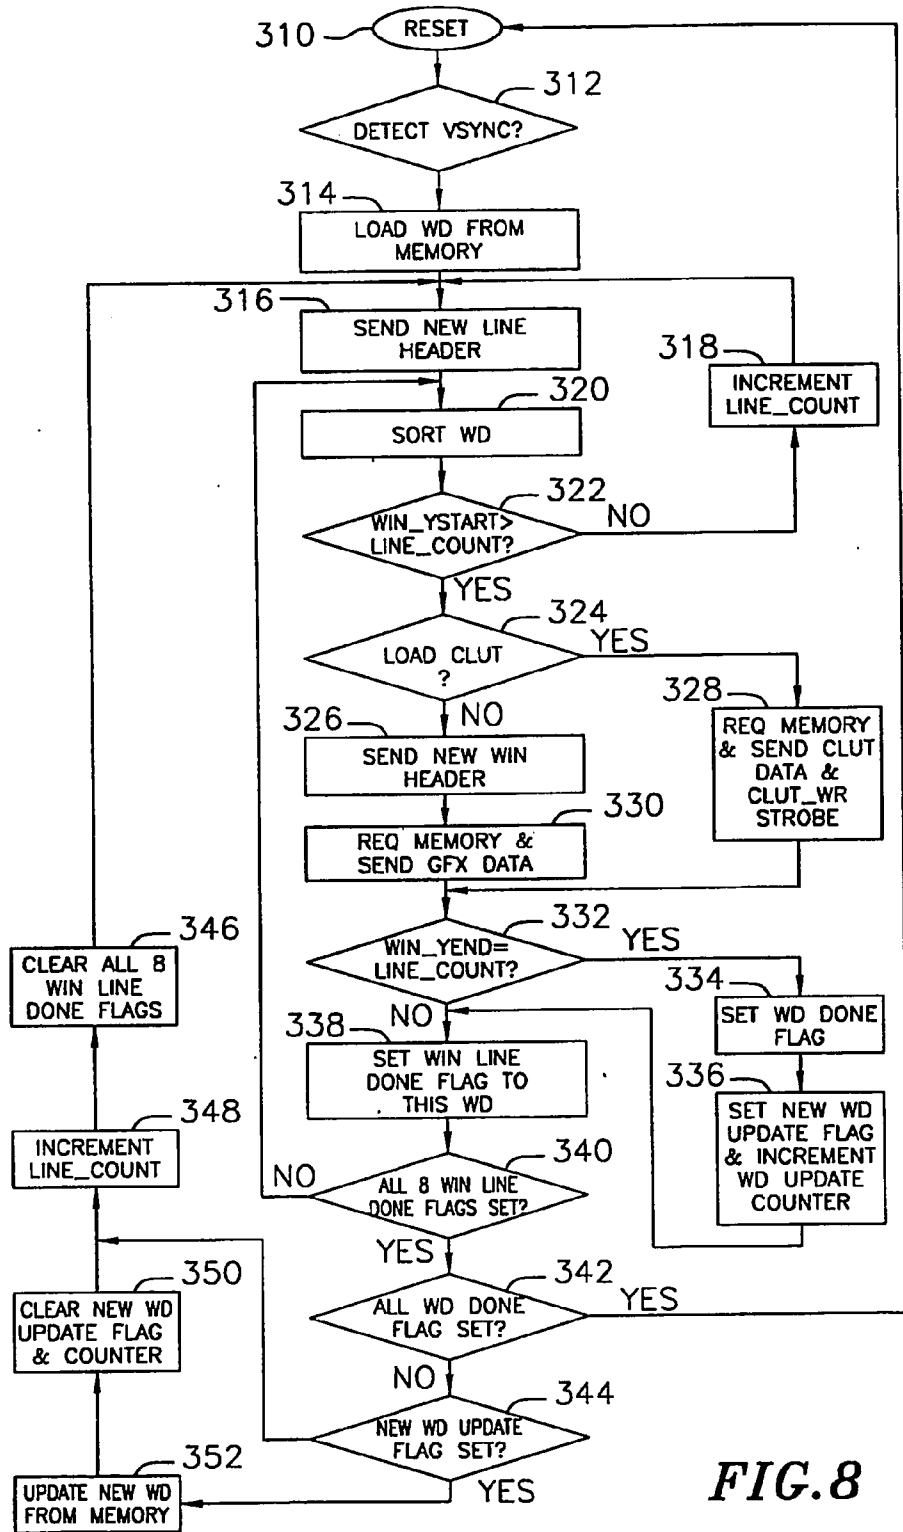 310
RESET
312
DETECT VSYNC?
314
LOAD WD FROM
MEMORY
316
SEND NEW LINE
HEADER
318
INCREMENT
LINE_COUNT
320
SORT WD
322
WIN_YSTART>
LINE_COUNT?
NO
YES
324
LOAD CLUT
?
YES
NO
326
SEND NEW WIN
HEADER
328
REQ MEMORY
& SEND CLUT
DATA &
CLUT_WR
STROBE
330
REQ MEMORY &
SEND GFX DATA
332
WIN_YEND=
LINE_COUNT?
YES
NO
334
SET WD DONE
FLAG
336
SET NEW WD
UPDATE FLAG
& INCREMENT
WD UPDATE
COUNTER
338
SET WIN LINE
DONE FLAG TO
THIS WD
340
ALL 8 WIN LINE
DONE FLAGS SET?
NO
YES
342
ALL WD DONE
FLAG SET?
YES
NO
344
NEW WD UPDATE
FLAG SET?
YES
346
CLEAR ALL 8
WIN LINE
DONE FLAGS
348
INCREMENT
LINE_COUNT
350
CLEAR NEW WD
UPDATE FLAG
& COUNTER
352
UPDATE NEW WD
FROM MEMORY
FIG.8